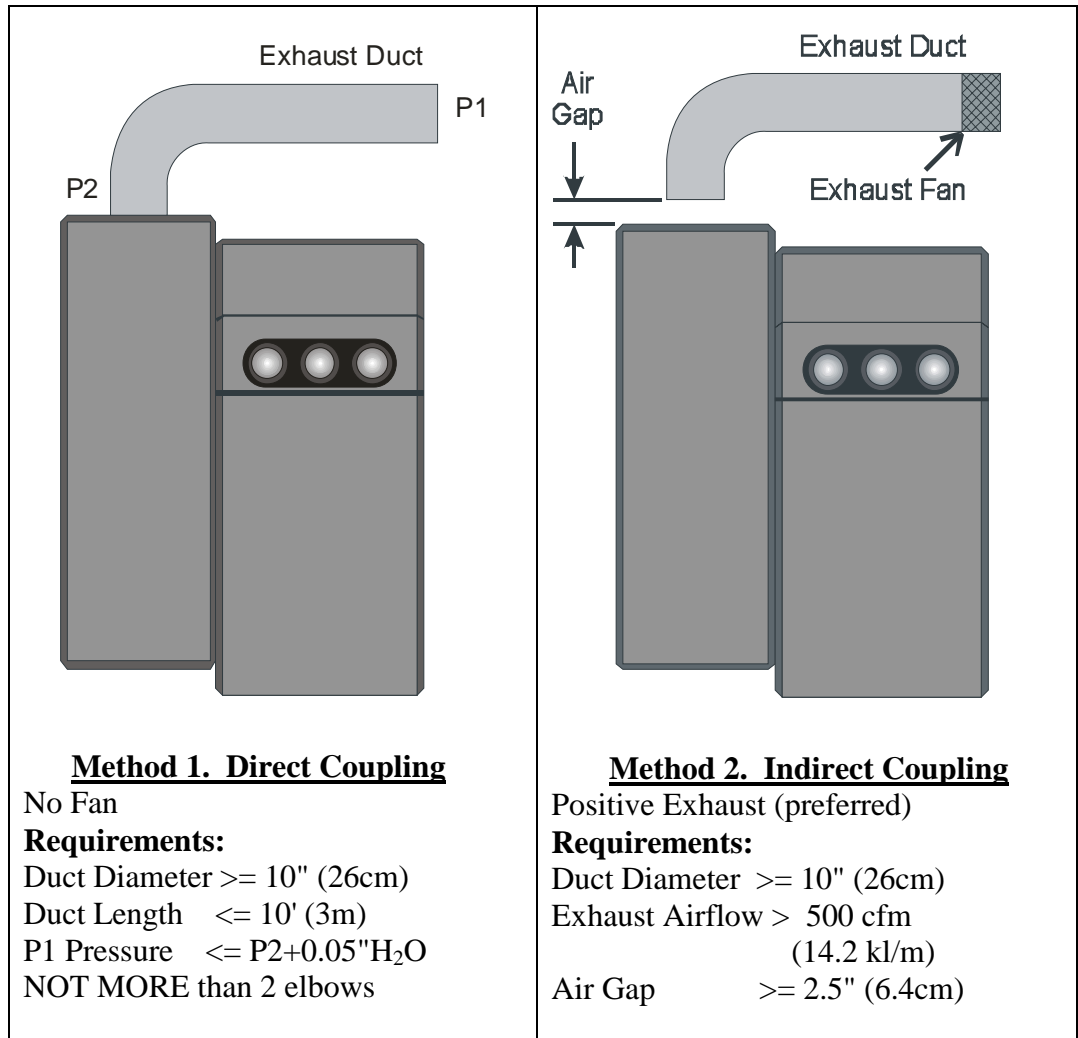 Exhaust Duct
P1
P2
Method 1.  Direct Coupling
No Fan
Requirements:
Duct Diameter >= 10" (26cm)
Duct Length <= 10' (3m)
P1 Pressure <= P2+0.05"H₂O
NOT MORE than 2 elbows
Exhaust Duct
Air
Gap
Exhaust Fan
Method 2.  Indirect Coupling
Positive Exhaust (preferred)
Requirements:
Duct Diameter >= 10" (26cm)
Exhaust Airflow > 500 cfm
(14.2 kl/m)
Air Gap >= 2.5" (6.4cm)